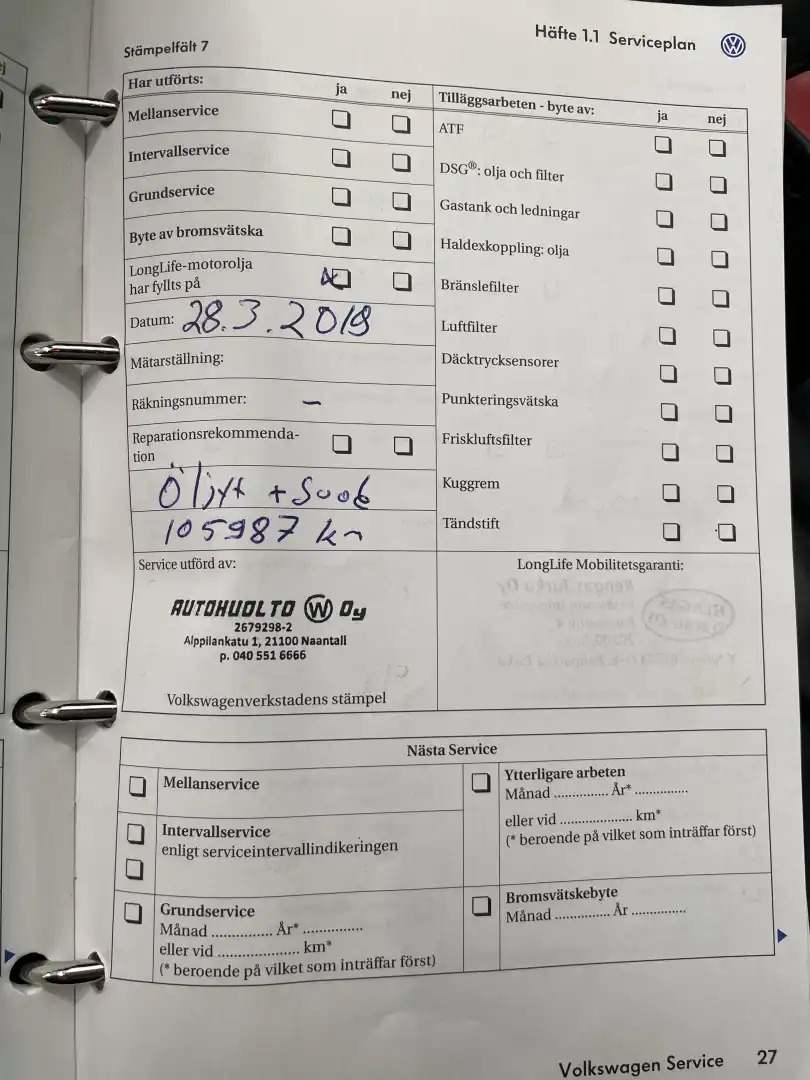 Häfte 1.1 Serviceplan
Stämpelfält 7
Har utförts: ja nej
Mellanservice
Intervallservice
Grundservice
Byte av bromsvätska
LongLife-motorolja
har fyllts på
Datum: 28.3.2019
Mätarställning:
Räkningsnummer: –
Reparationsrekommenda-
tion
Öljyt + Suod
105987 km
Service utförd av:
AUTOHUOLTO W Oy
2679298-2
Alppilankatu 1, 21100 Naantali
p. 040 551 6666
Volkswagenverkstadens stämpel
Tilläggsarbeten - byte av: ja nej
ATF
DSG®: olja och filter
Gastank och ledningar
Haldexkoppling: olja
Bränslefilter
Luftfilter
Däcktrycksensorer
Punkteringsvätska
Friskluftsfilter
Kuggrem
Tändstift
LongLife Mobilitetsgaranti:
Nästa Service
Mellanservice
Intervallservice
enligt serviceintervallindikeringen
Grundservice
Månad .............. År* ..............
eller vid ................... km*
(* beroende på vilket som inträffar först)
Ytterligare arbeten
Månad .............. År* ..............
eller vid ................... km*
(* beroende på vilket som inträffar först)
Bromsvätskebyte
Månad .............. År ..............
Volkswagen Service 27